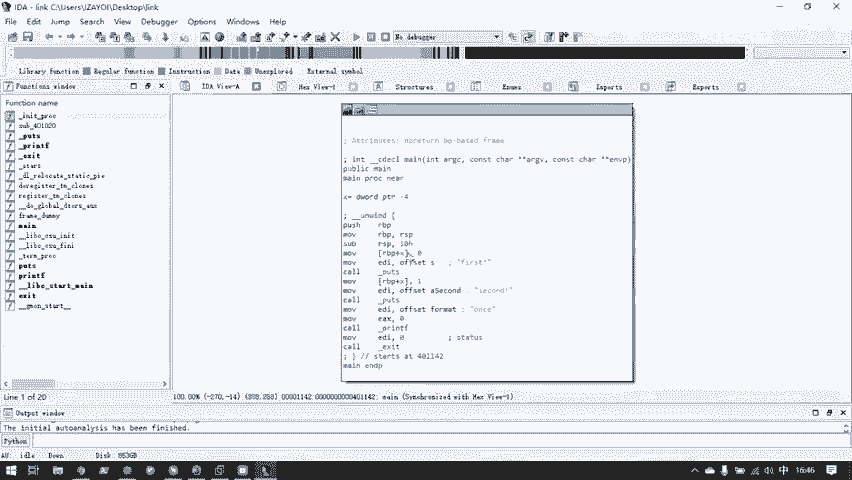 IDA - link C:\Users\IZAYOI\Desktop\link
File Edit Jump Search View Debugger Options Windows Help
No debugger
Library function Regular function Instruction Data Unexplored External symbol
Functions window
IDA View-A
Hex View-1
Structures
Enums
Imports
Exports
Function name
_init_proc
sub_401020
_puts
_printf
_exit
_start
_dl_relocate_static_pie
deregister_tm_clones
register_tm_clones
__do_global_dtors_aux
frame_dummy
main
__libc_csu_init
__libc_csu_fini
_term_proc
puts
printf
__libc_start_main
exit
__gmon_start__
Line 1 of 20
; Attributes: noreturn bp-based frame
; int __cdecl main(int argc, const char **argv, const char **envp)
public main
main proc near
x= dword ptr -4
; __unwind {
push rbp
mov rbp, rsp
sub rsp, 10h
mov [rbp+x], 0
mov edi, offset s ; "first!"
call _puts
mov [rbp+x], 1
mov edi, offset aSecond ; "second!"
call _puts
mov edi, offset format ; "once"
mov eax, 0
call _printf
mov edi, 0 ; status
call _exit
; } // starts at 401142
main endp
100.00% (-270,-14) (358,258) 00001142 0000000000401142: main (Synchronized with Hex View-1)
Output window
The initial autoanalysis has been finished.
Python
AU: idle Down Disk: 853GB
中 16:46